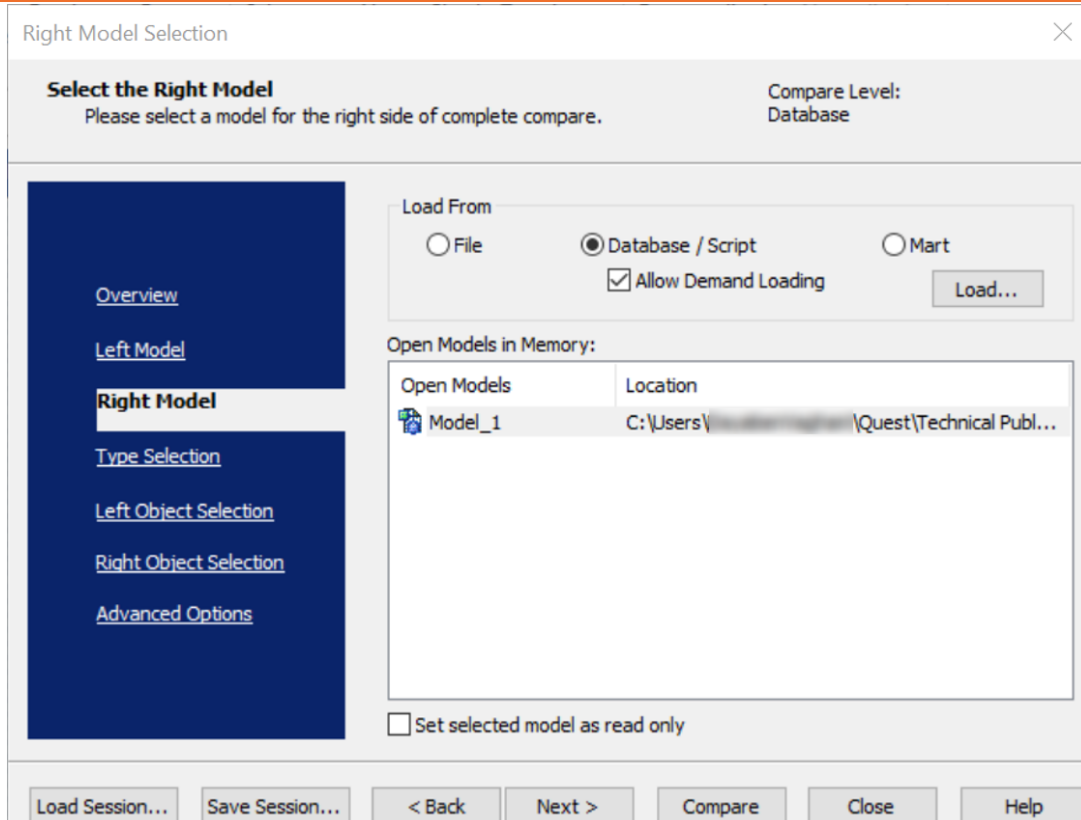 Right Model Selection
Select the Right Model
Please select a model for the right side of complete compare.
Compare Level:
Database
Overview
Left Model
Right Model
Type Selection
Left Object Selection
Right Object Selection
Advanced Options
Load From
File Database / Script Mart
Allow Demand Loading
Load...
Open Models in Memory:
Open Models Location
Model_1 C:\Users\ \Quest\Technical Publ...
Set selected model as read only
Load Session... Save Session... < Back Next > Compare Close Help